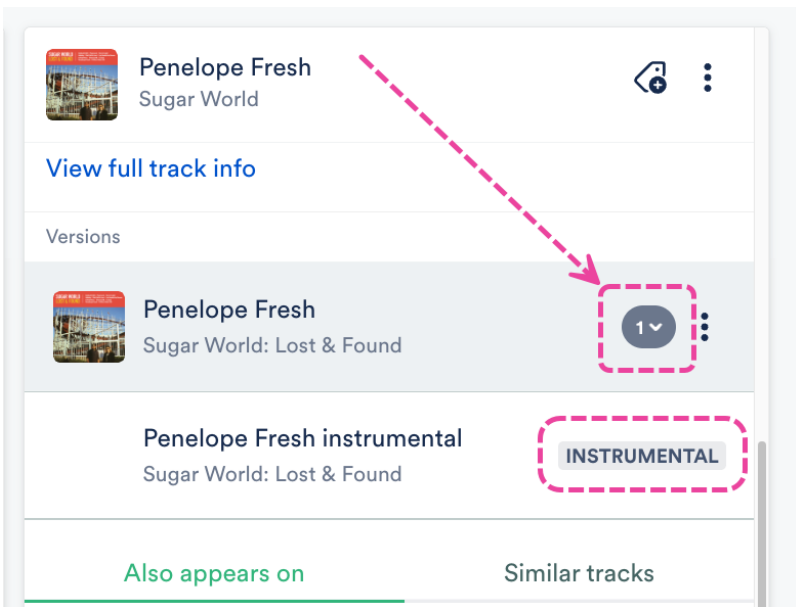 Penelope Fresh
Sugar World
View full track info
Versions
Penelope Fresh
Sugar World: Lost & Found
1
Penelope Fresh instrumental
Sugar World: Lost & Found
INSTRUMENTAL
Also appears on
Similar tracks